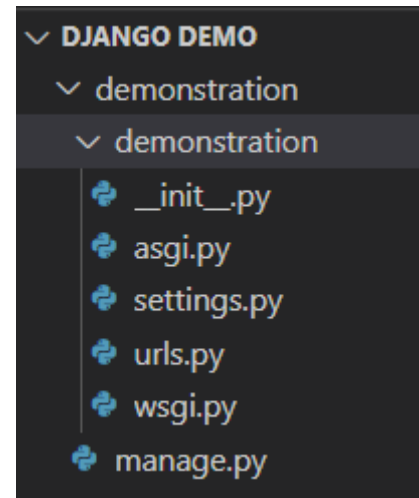 DJANGO DEMO
demonstration
demonstration
__init__.py
asgi.py
settings.py
urls.py
wsgi.py
manage.py